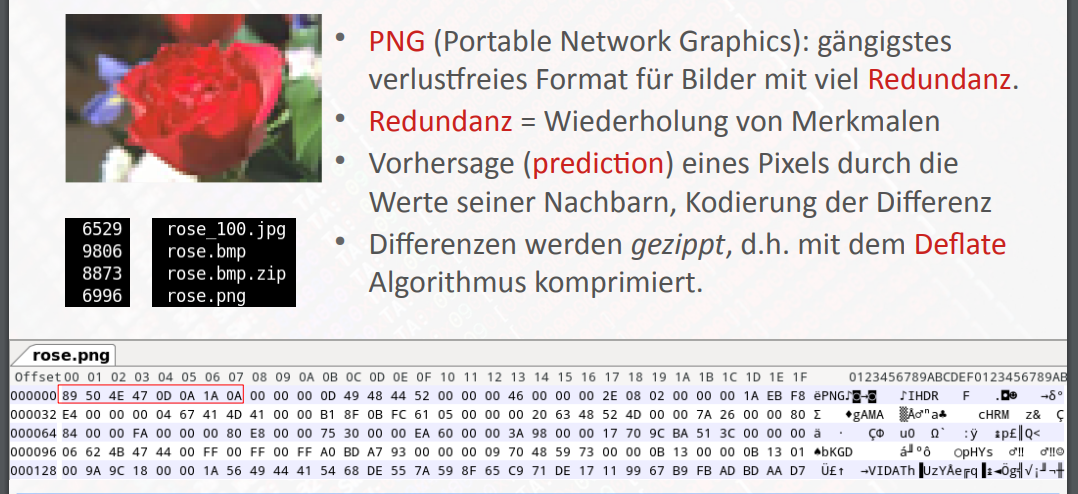 PNG (Portable Network Graphics): gängigstes
verlustfreies Format für Bilder mit viel Redundanz.
Redundanz = Wiederholung von Merkmalen
Vorhersage (prediction) eines Pixels durch die
Werte seiner Nachbarn, Kodierung der Differenz
Differenzen werden gezippt, d.h. mit dem Deflate
Algorithmus komprimiert.
6529 rose_100.jpg
9806 rose.bmp
8873 rose.bmp.zip
6996 rose.png
rose.png
Offset 00 01 02 03 04 05 06 07 08 09 0A 0B 0C 0D 0E 0F 10 11 12 13 14 15 16 17 18 19 1A 1B 1C 1D 1E 1F 0123456789ABCDEF0123456789AB
000000 89 50 4E 47 0D 0A 1A 0A 00 00 00 0D 49 48 44 52 00 00 00 46 00 00 00 2E 08 02 00 00 00 1A EB F8 ëPNG♪◙→◙ ♪IHDR F .◘☻
000032 E4 00 00 00 04 67 41 4D 41 00 00 B1 8F 0B FC 61 05 00 00 00 20 63 48 52 4D 00 00 7A 26 00 00 80 Σ ♦gAMA ▒Å♂ⁿa♣ cHRM z& Ç
000064 84 00 00 FA 00 00 00 80 E8 00 00 75 30 00 00 EA 60 00 00 3A 98 00 00 17 70 9C BA 51 3C 00 00 00 ä · ÇΦ u0 Ω` :ÿ ↨p£║Q<
000096 06 62 4B 47 44 00 FF 00 FF 00 FF A0 BD A7 93 00 00 00 09 70 48 59 73 00 00 0B 13 00 00 0B 13 01 ♠bKGD á╜ºô ○pHYs ♂‼ ♂‼☺
000128 00 9A 9C 18 00 00 1A 56 49 44 41 54 68 DE 55 7A 59 8F 65 C9 71 DE 17 11 99 67 B9 FB AD BD AA D7 Ü£↑ →VIDATh▐UzYÅe╔q▐↕◄Ög╣√¡╜¬╫